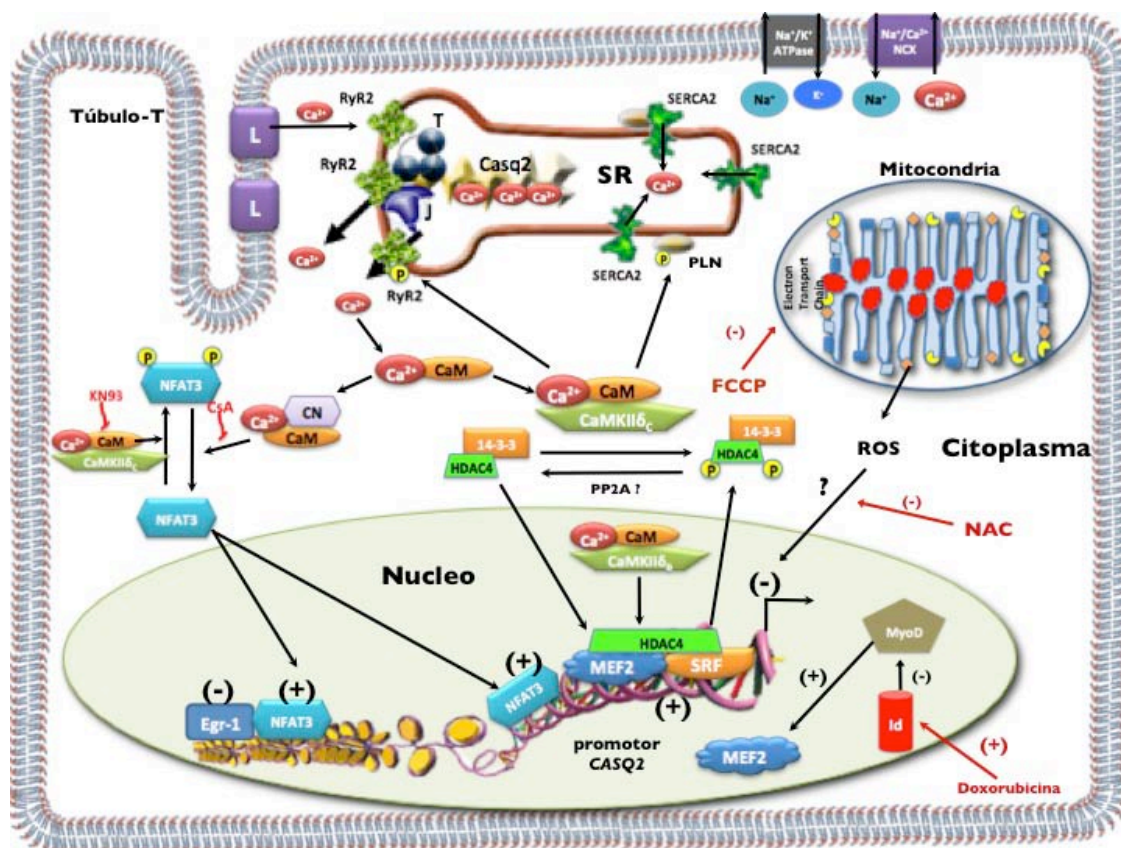 Na⁺/K⁺
ATPase
Na⁺/Ca²⁺
NCX
Na⁺
K⁺
Na⁺
Ca²⁺
Túbulo-T
L
L
Ca²⁺
RyR2
RyR2
T
Casq2
Ca²⁺
Ca²⁺
Ca²⁺
J
SR
SERCA2
SERCA2
Ca²⁺
SERCA2
P
PLN
P
RyR2
Ca²⁺
Ca²⁺
Mitocondria
Electron
Transport
Chain
(-)
FCCP
P
P
NFAT3
KN93
CsA
Ca²⁺
CaM
CaMKIIδc
Ca²⁺
CN
CaM
Ca²⁺
CaM
Ca²⁺
CaM
CaMKIIδc
NFAT3
14-3-3
HDAC4
PP2A ?
14-3-3
HDAC4
P
P
ROS
Citoplasma
?
(-)
NAC
Nucleo
Ca²⁺
CaM
CaMKIIδB
(-)
HDAC4
MEF2
SRF
(+)
NFAT3
(+)
promotor
CASQ2
(-)
Egr-1
(+)
NFAT3
MyoD
(+)
(-)
MEF2
Id
(+)
Doxorubicina